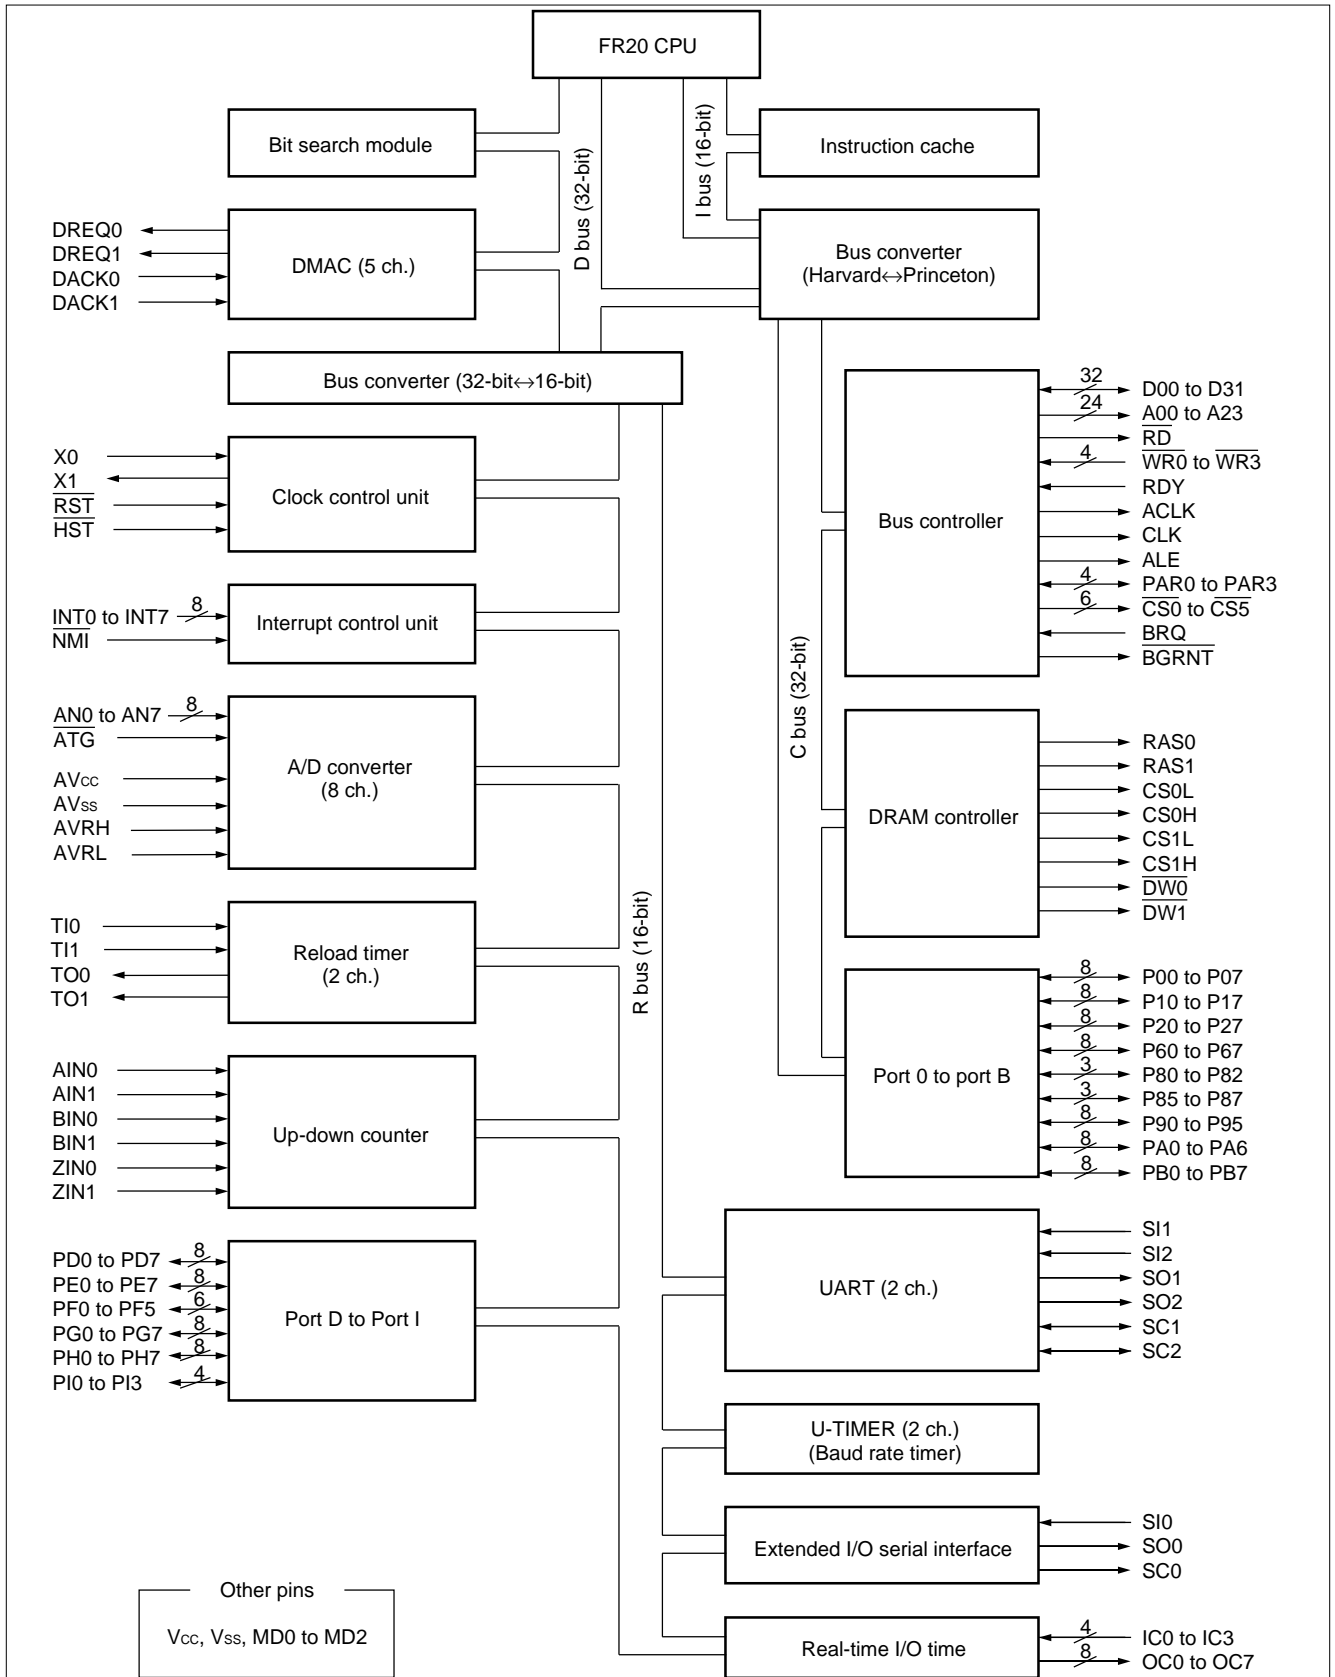 FR20 CPU
Bit search module
Instruction cache
D bus (32-bit)
I bus (16-bit)
DREQ0
DREQ1
DACK0
DACK1
DMAC (5 ch.)
Bus converter
(Harvard↔Princeton)
Bus converter (32-bit↔16-bit)
X0
X1
RST
HST
Clock control unit
INT0 to INT7
8
NMI
Interrupt control unit
AN0 to AN7
8
ATG
AVCC
AVSS
AVRH
AVRL
A/D converter
(8 ch.)
TI0
TI1
TO0
TO1
Reload timer
(2 ch.)
AIN0
AIN1
BIN0
BIN1
ZIN0
ZIN1
Up-down counter
PD0 to PD7
8
PE0 to PE7
8
PF0 to PF5
6
PG0 to PG7
8
PH0 to PH7
8
PI0 to PI3
4
Port D to Port I
R bus (16-bit)
C bus (32-bit)
Bus controller
32
D00 to D31
24
A00 to A23
RD
4
WR0 to WR3
RDY
ACLK
CLK
ALE
4
PAR0 to PAR3
6
CS0 to CS5
BRQ
BGRNT
DRAM controller
RAS0
RAS1
CS0L
CS0H
CS1L
CS1H
DW0
DW1
Port 0 to port B
8
P00 to P07
8
P10 to P17
8
P20 to P27
8
P60 to P67
3
P80 to P82
3
P85 to P87
8
P90 to P95
8
PA0 to PA6
8
PB0 to PB7
UART (2 ch.)
SI1
SI2
SO1
SO2
SC1
SC2
U-TIMER (2 ch.)
(Baud rate timer)
Extended I/O serial interface
SI0
SO0
SC0
Real-time I/O time
4
IC0 to IC3
8
OC0 to OC7
Other pins
VCC, VSS, MD0 to MD2